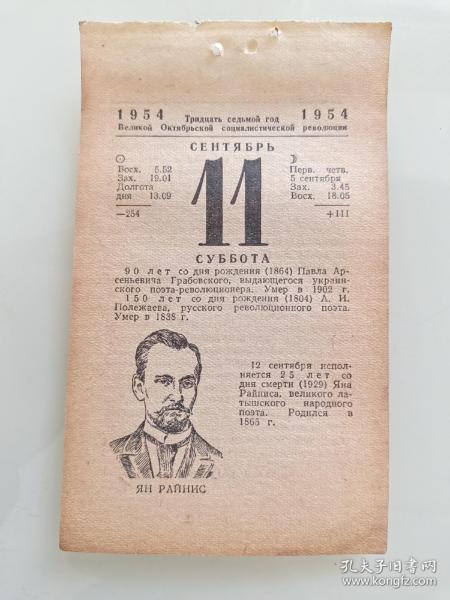 1954 Тридцать седьмой год 1954
Великой Октябрьской социалистической революции
СЕНТЯБРЬ
Восх. 5.52
Зах. 19.01
Долгота
дня 13.09
—254
11
Перв. четв.
5 сентября
Зах. 3.45
Восх. 18.05
+111
СУББОТА
90 лет со дня рождения (1864) Павла Ар-
сеньевича Грабовского, выдающегося украин-
ского поэта-революционера. Умер в 1902 г.
150 лет со дня рождения (1804) А. И.
Полежаева, русского революционного поэта.
Умер в 1838 г.
12 сентября испол-
няется 25 лет со
дня смерти (1929) Яна
Райниса, великого ла-
тышского народного
поэта. Родился в
1865 г.
ЯН РАЙНИС
孔夫子旧书网
www.kongfz.com